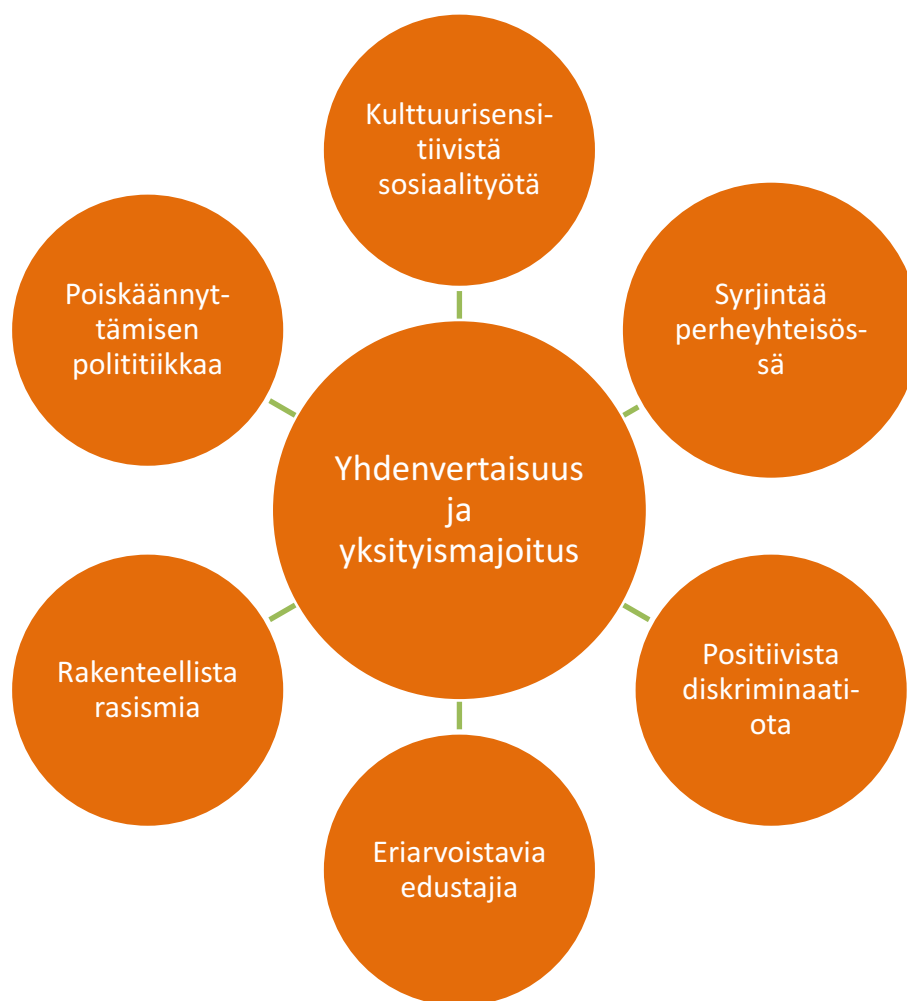 Kulttuurisensi-
tiivistä
sosiaalityötä
Poiskäännyt-
tämisen
polititiikkaa
Syrjintää
perheyhteisös-
sä
Yhdenvertaisuus
ja
yksityismajoitus
Rakenteellista
rasismia
Positiivista
diskriminaati-
ota
Eriarvoistavia
edustajia